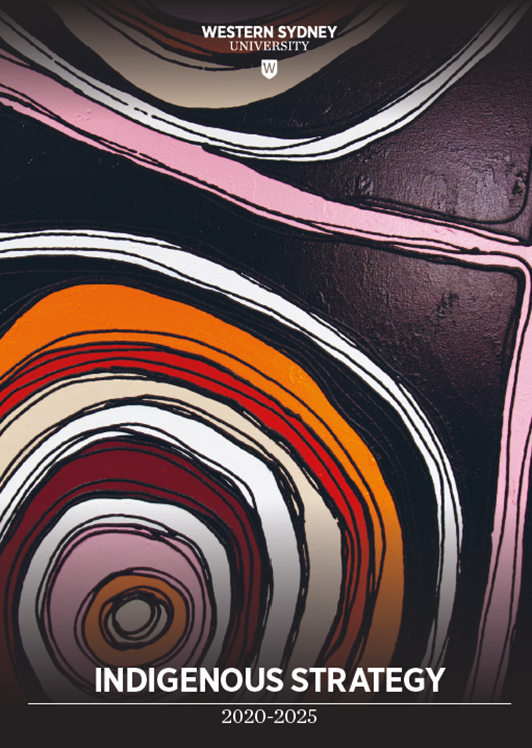 WESTERN SYDNEY
UNIVERSITY
W
INDIGENOUS STRATEGY
2020-2025